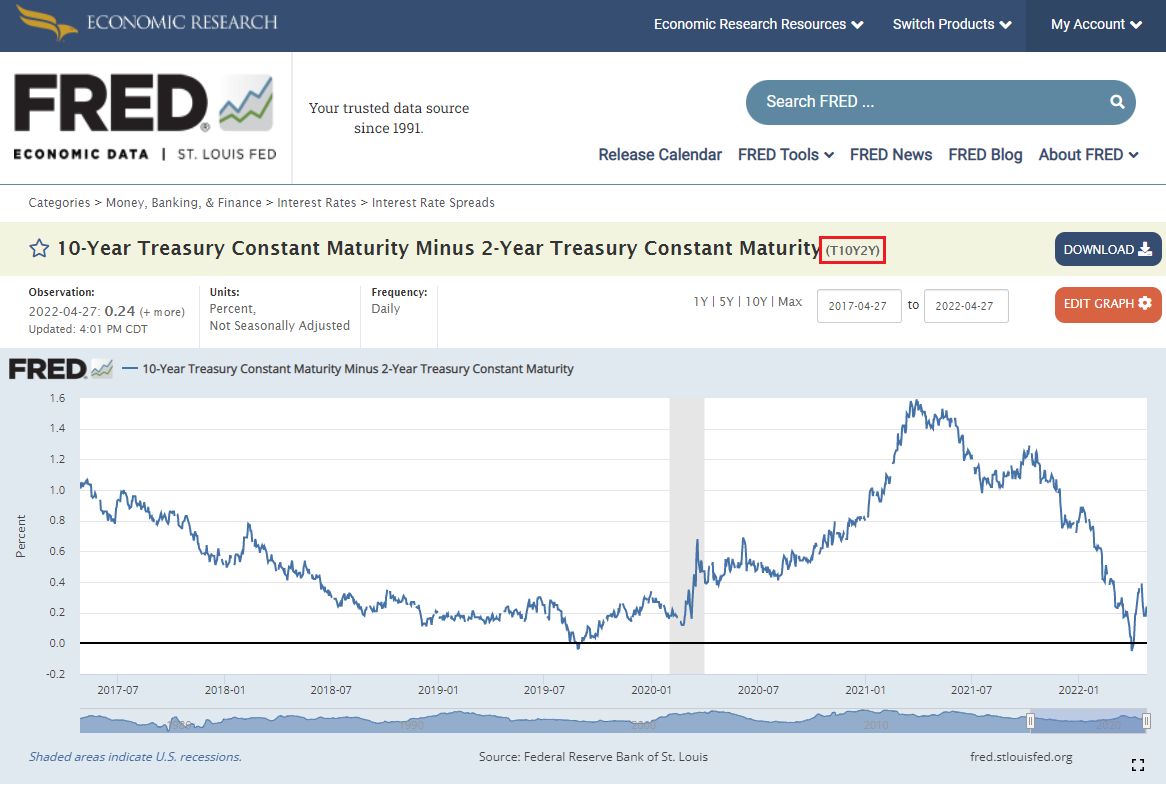 ECONOMIC RESEARCH
Economic Research Resources
Switch Products
My Account
FRED®
ECONOMIC DATA | ST. LOUIS FED
Your trusted data source
since 1991.
Search FRED ...
Release Calendar
FRED Tools
FRED News
FRED Blog
About FRED
Categories > Money, Banking, & Finance > Interest Rates > Interest Rate Spreads
10-Year Treasury Constant Maturity Minus 2-Year Treasury Constant Maturity (T10Y2Y)
DOWNLOAD
Observation:
2022-04-27: 0.24 (+ more)
Updated: 4:01 PM CDT
Units:
Percent,
Not Seasonally Adjusted
Frequency:
Daily
1Y | 5Y | 10Y | Max
2017-04-27 to 2022-04-27
EDIT GRAPH
FRED
10-Year Treasury Constant Maturity Minus 2-Year Treasury Constant Maturity
Percent
1.6
1.4
1.2
1.0
0.8
0.6
0.4
0.2
0.0
-0.2
2017-07 2018-01 2018-07 2019-01 2019-07 2020-01 2020-07 2021-01 2021-07 2022-01
1980 1990 2000 2010 2020
Shaded areas indicate U.S. recessions.
Source: Federal Reserve Bank of St. Louis
fred.stlouisfed.org